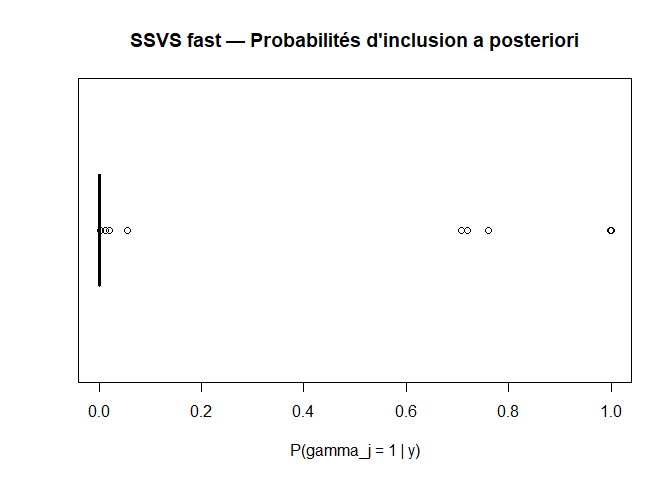 SSVS fast — Probabilités d'inclusion a posteriori
0.0 0.2 0.4 0.6 0.8 1.0
P(gamma_j = 1 | y)